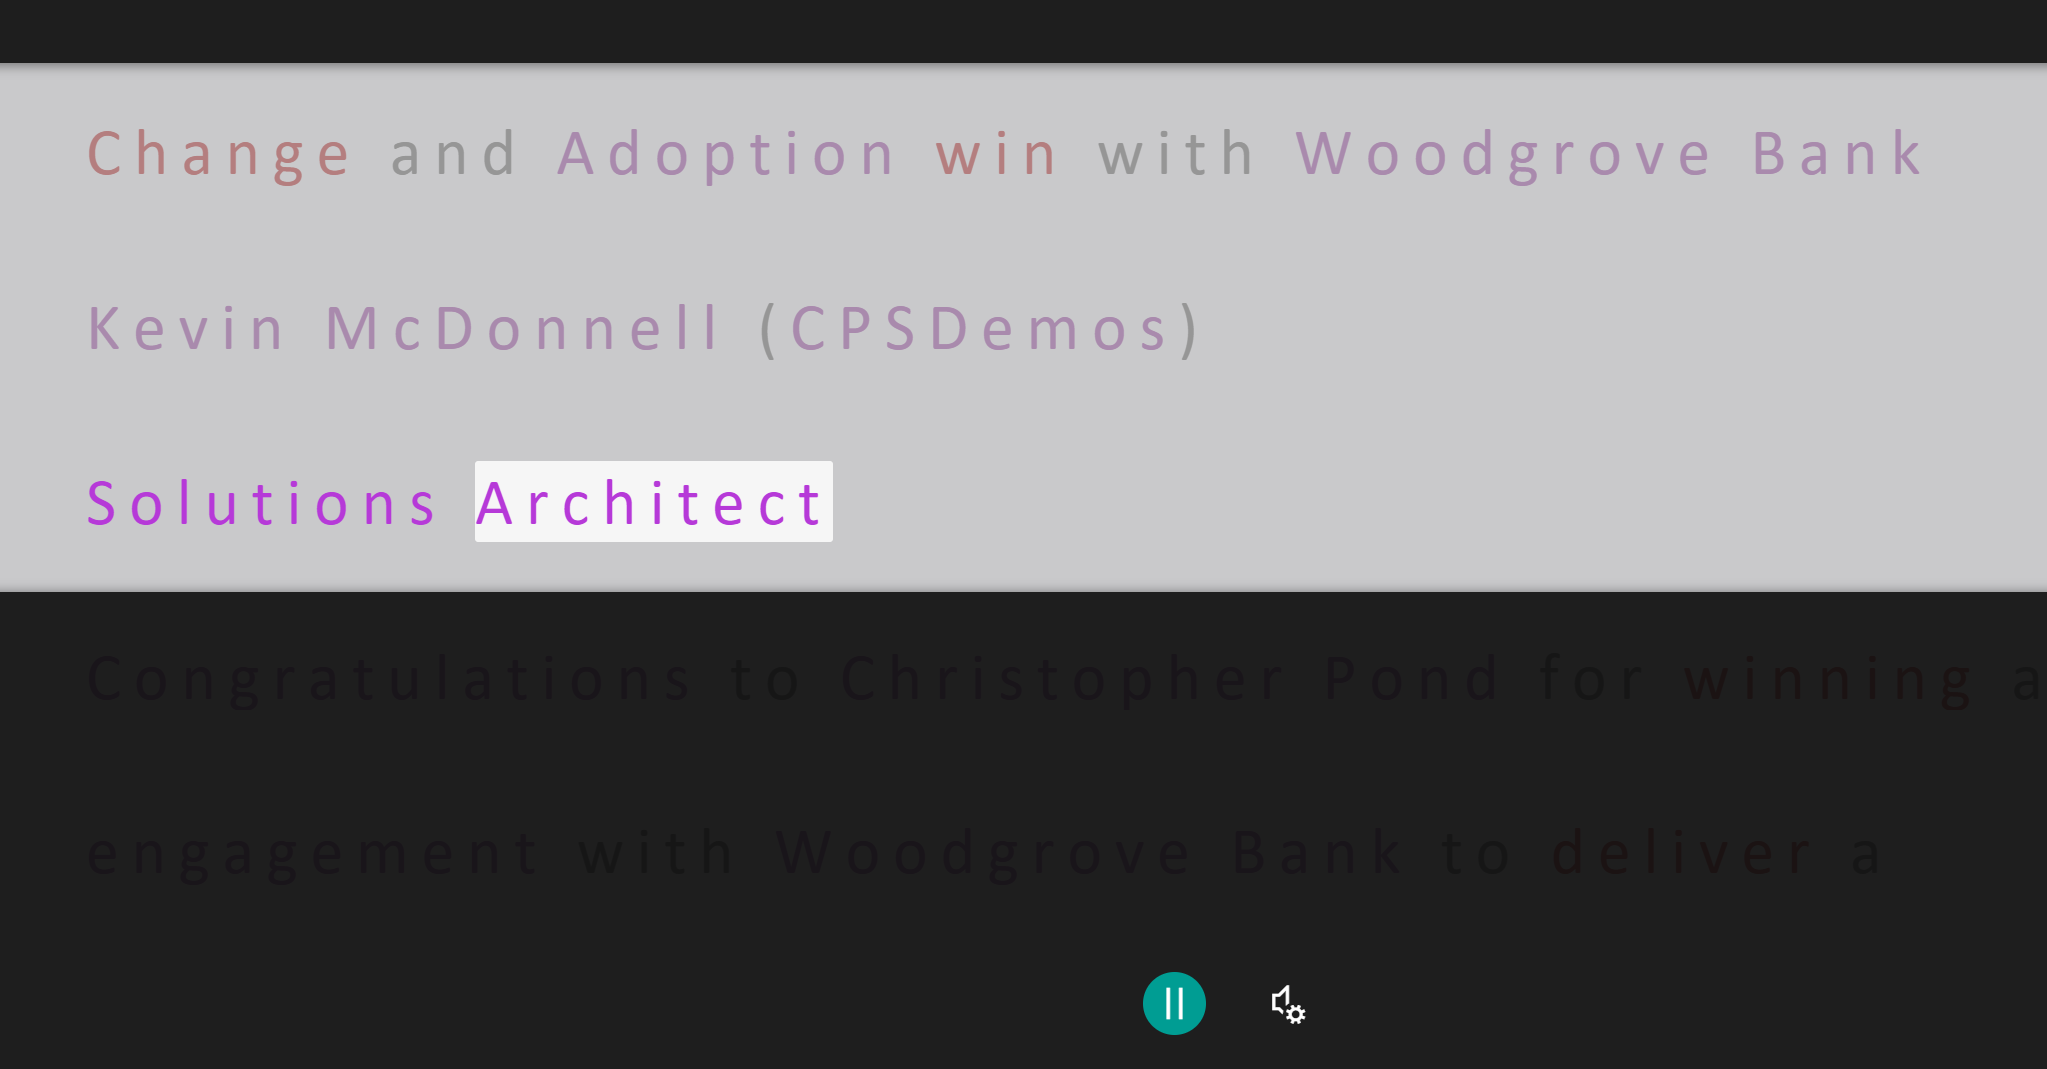 Change and Adoption win with Woodgrove Bank
Kevin McDonnell (CPSDemos)
Solutions Architect
Congratulations to Christopher Pond for winning a
engagement with Woodgrove Bank to deliver a